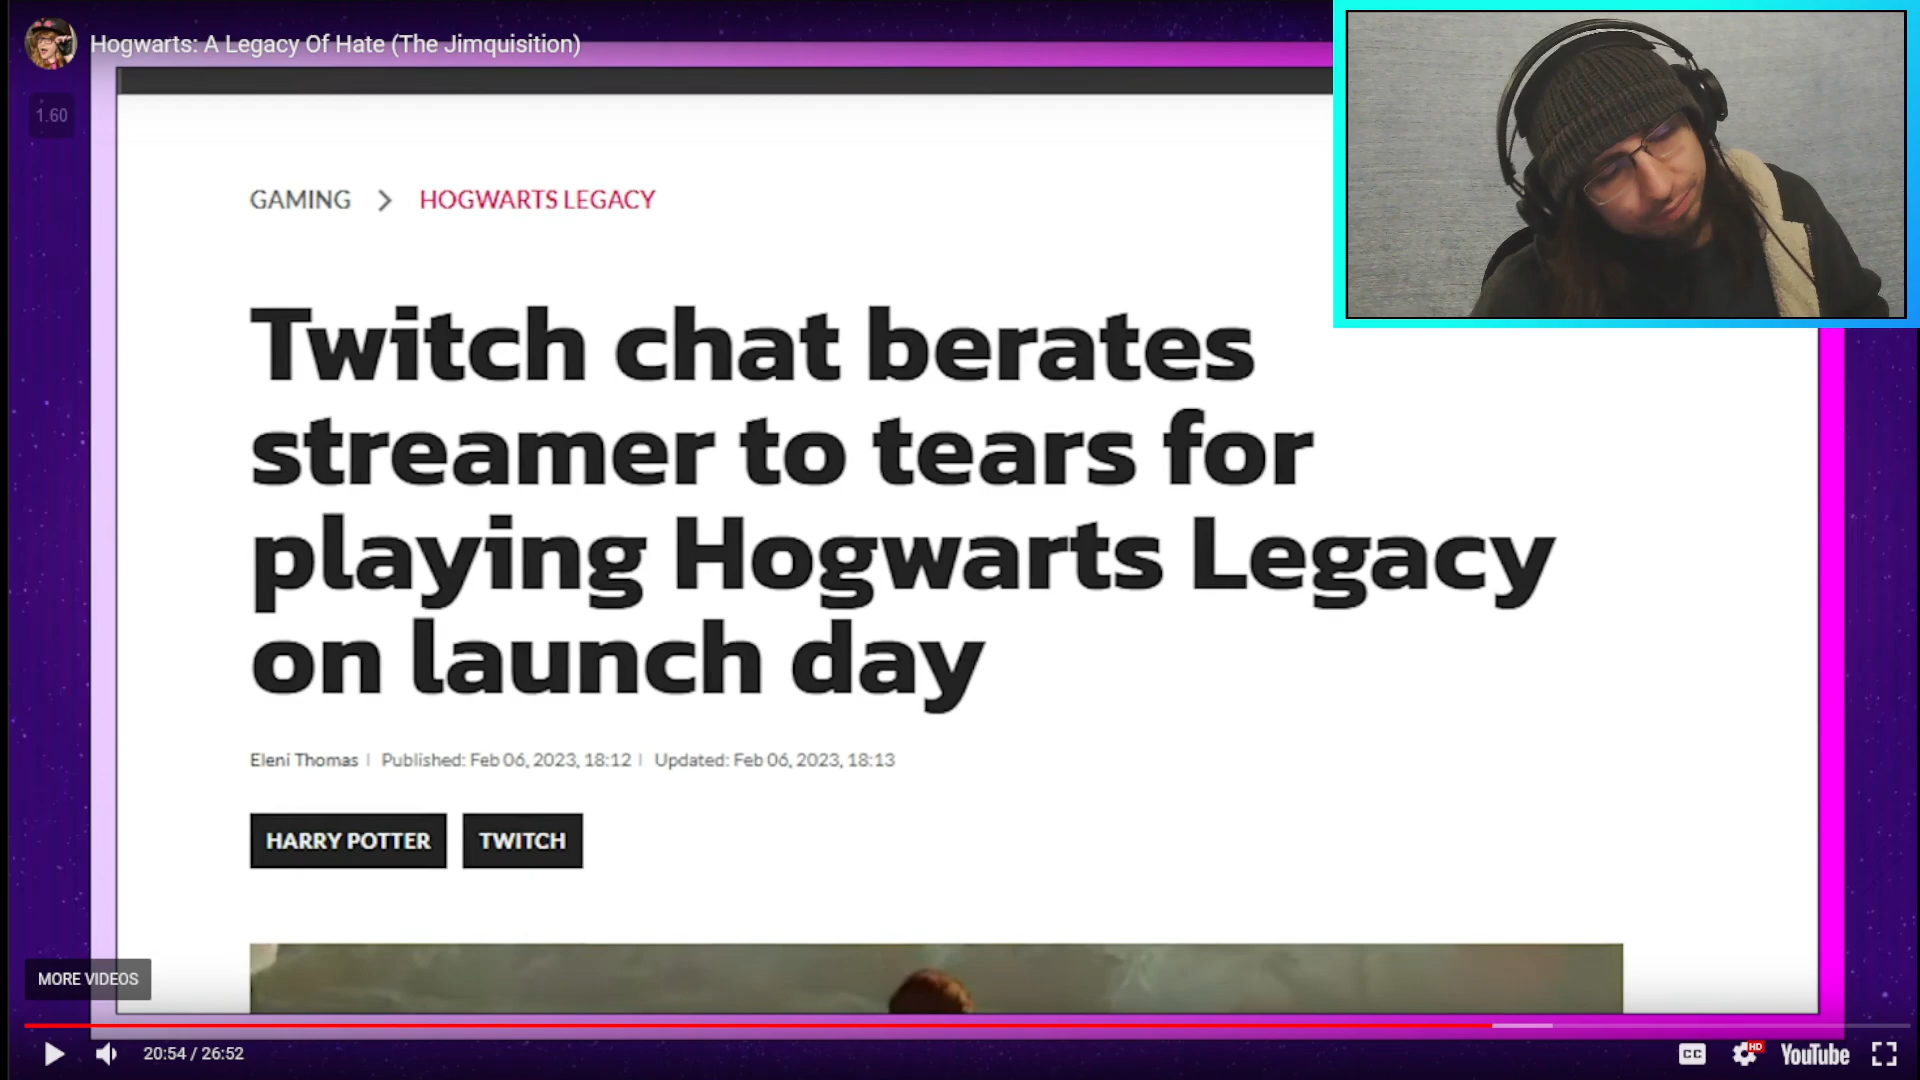 Hogwarts: A Legacy Of Hate (The Jimquisition)
1.60
GAMING > HOGWARTS LEGACY
Twitch chat berates
streamer to tears for
playing Hogwarts Legacy
on launch day
Eleni Thomas | Published: Feb 06, 2023, 18:12 | Updated: Feb 06, 2023, 18:13
HARRY POTTER TWITCH
MORE VIDEOS
20:54 / 26:52
CC HD YouTube